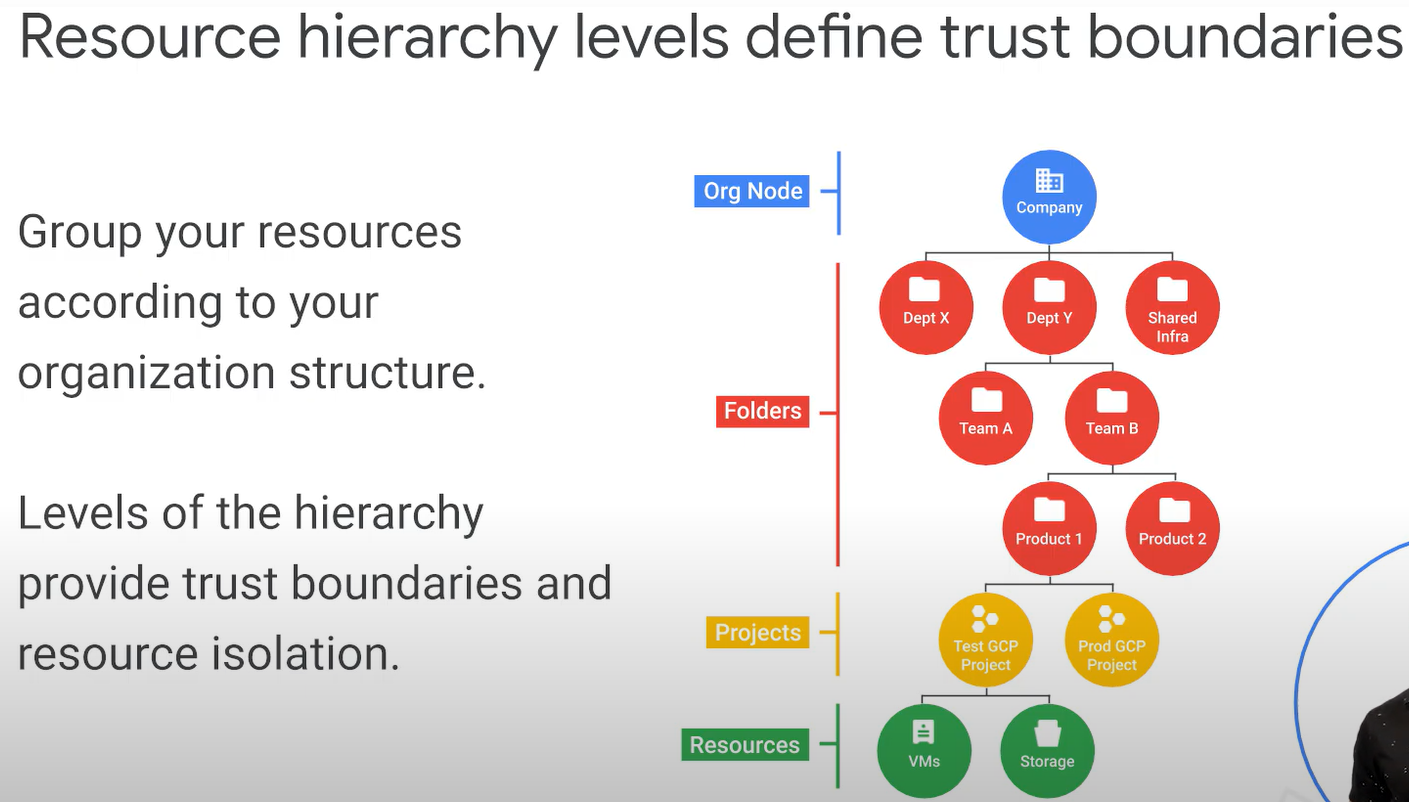 Resource hierarchy levels define trust boundaries
Group your resources
according to your
organization structure.
Levels of the hierarchy
provide trust boundaries and
resource isolation.
Org Node
Company
Folders
Dept X
Dept Y
Shared
Infra
Team A
Team B
Product 1
Product 2
Projects
Test GCP
Project
Prod GCP
Project
Resources
VMs
Storage